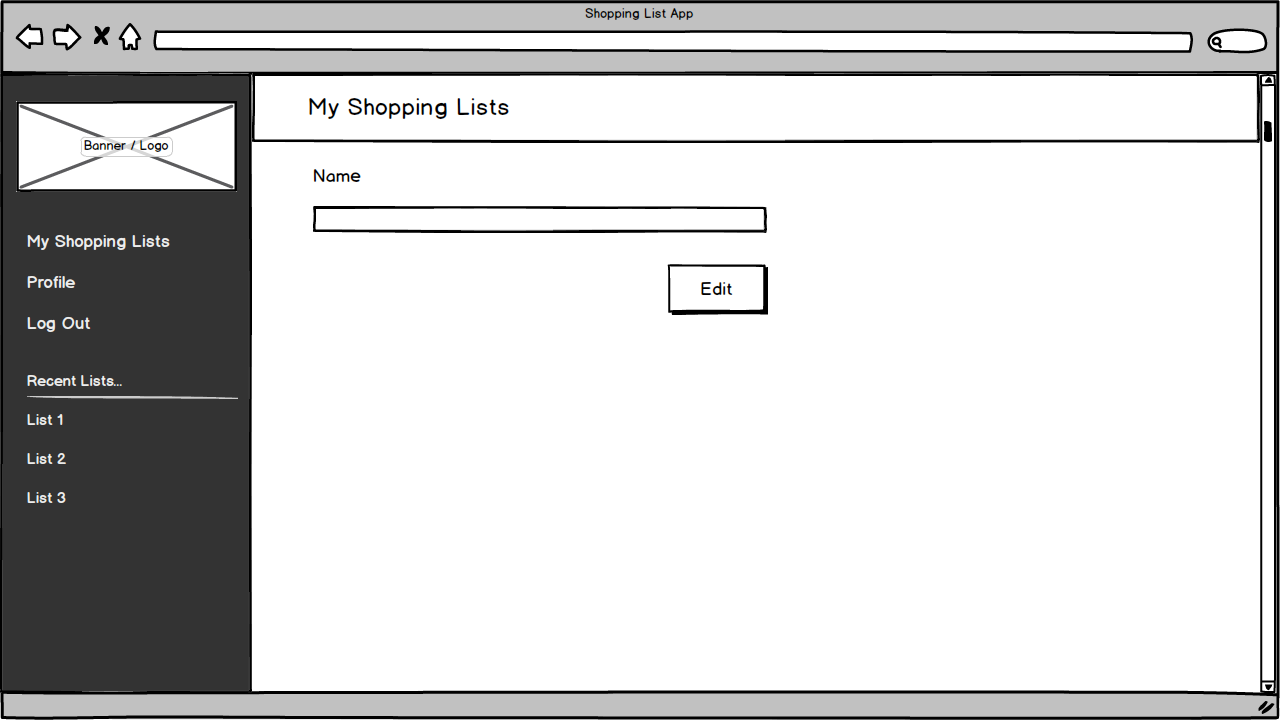 Shopping List App
Banner / Logo
My Shopping Lists
Profile
Log Out
Recent Lists...
List 1
List 2
List 3
My Shopping Lists
Name
Edit